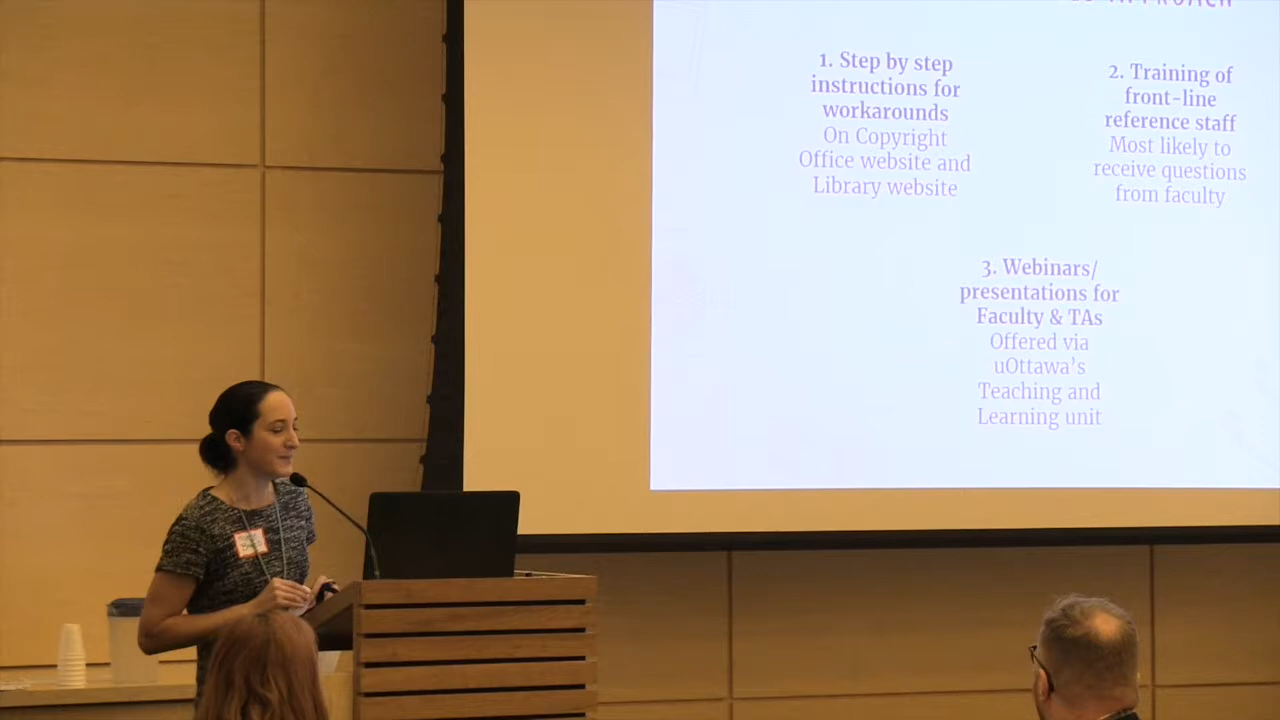 APPROACH
1. Step by step
instructions for
workarounds
On Copyright
Office website and
Library website
2. Training of
front-line
reference staff
Most likely to
receive questions
from faculty
3. Webinars/
presentations for
Faculty & TAs
Offered via
uOttawa's
Teaching and
Learning unit